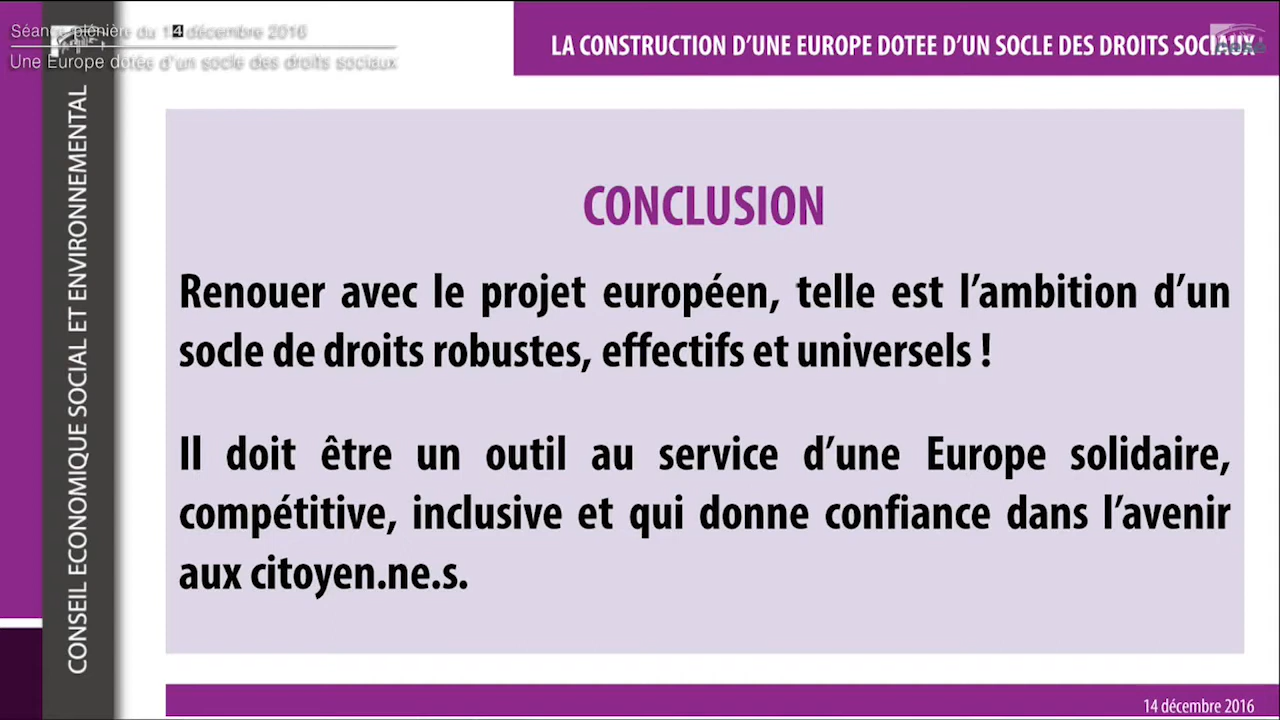 Séance plénière du 14 décembre 2016
Une Europe dotée d'un socle des droits sociaux
LA CONSTRUCTION D'UNE EUROPE DOTEE D'UN SOCLE DES DROITS SOCIAUX
CONSEIL ECONOMIQUE SOCIAL ET ENVIRONNEMENTAL
CONCLUSION
Renouer avec le projet européen, telle est l'ambition d'un
socle de droits robustes, effectifs et universels !
Il doit être un outil au service d'une Europe solidaire,
compétitive, inclusive et qui donne confiance dans l'avenir
aux citoyen.ne.s.
14 décembre 2016